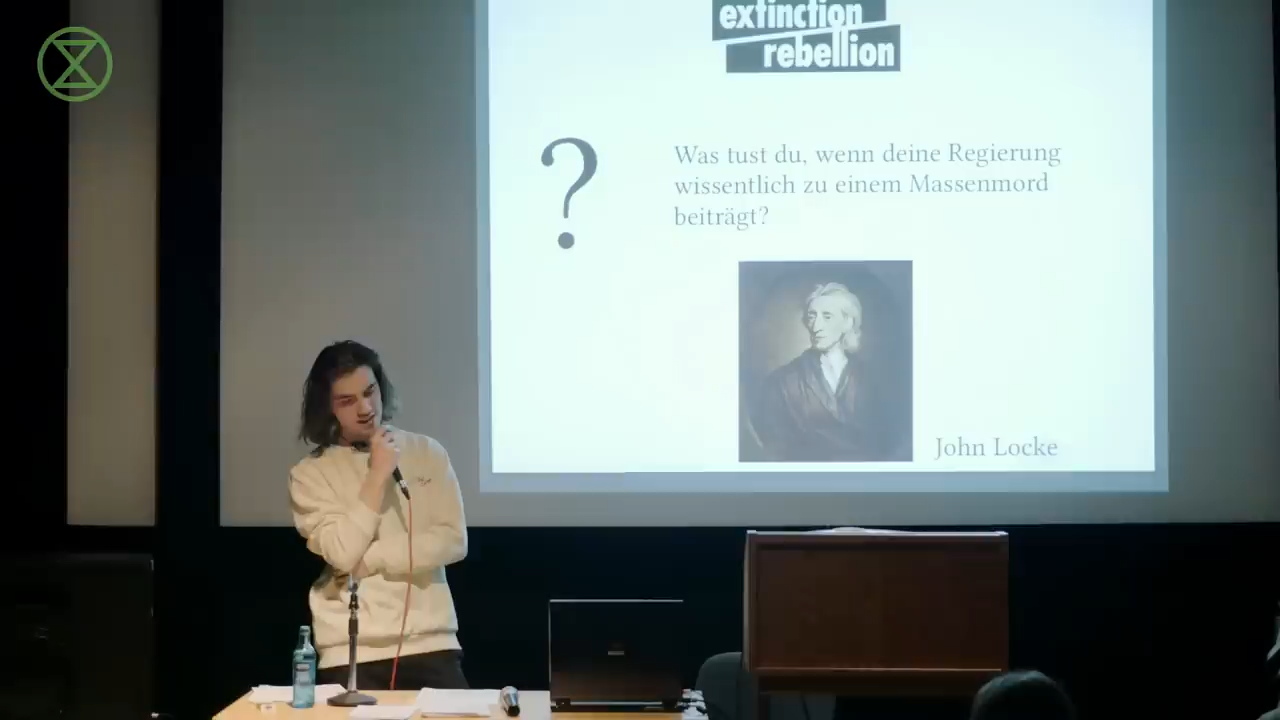 extinction
rebellion
?
Was tust du, wenn deine Regierung
wissentlich zu einem Massenmord
beiträgt?
John Locke